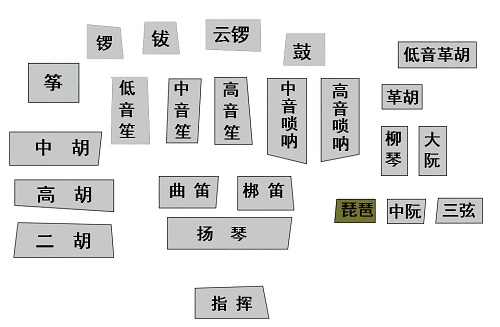 锣
钹
云锣
鼓
低音革胡
筝
低音笙
中音笙
高音笙
中音唢呐
高音唢呐
革胡
中 胡
柳琴
大阮
高 胡
曲 笛
梆 笛
琵琶
中阮
三弦
二 胡
扬 琴
指 挥